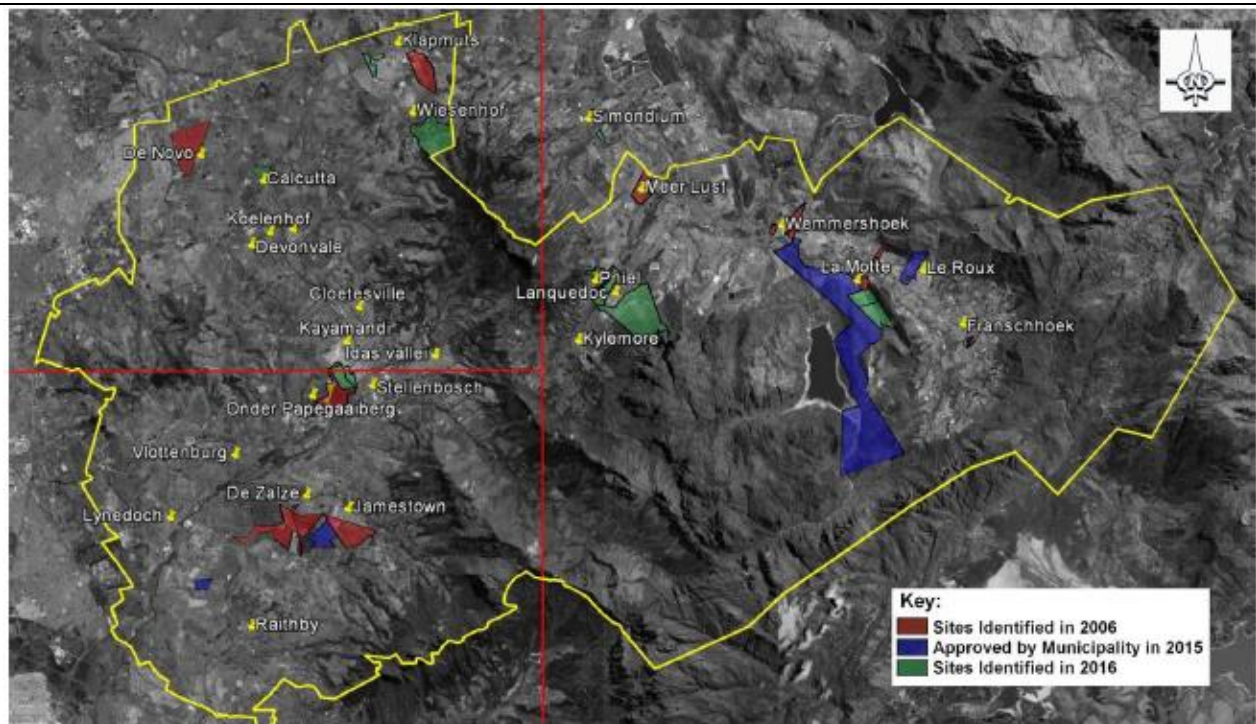 Klapmuts
Wiesenhof
Simondium
De Novo
Calcutta
Meer Lust
Koelenhof
Devonvale
Wemmershoek
La Motte
Le Roux
Pniel
Lanquedoc
Cloetesville
Kayamandi
Idas vallei
Kylemore
Franschhoek
Stellenbosch
Onder Papegaaiberg
Vlottenburg
De Zalze
Jamestown
Lynedoch
Raithby
N
Key:
Sites Identified in 2006
Approved by Municipality in 2015
Sites Identified in 2016